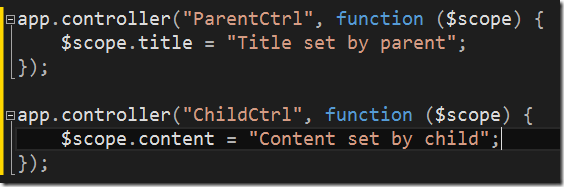 app.controller("ParentCtrl", function ($scope) {
    $scope.title = "Title set by parent";
});

app.controller("ChildCtrl", function ($scope) {
    $scope.content = "Content set by child";
});